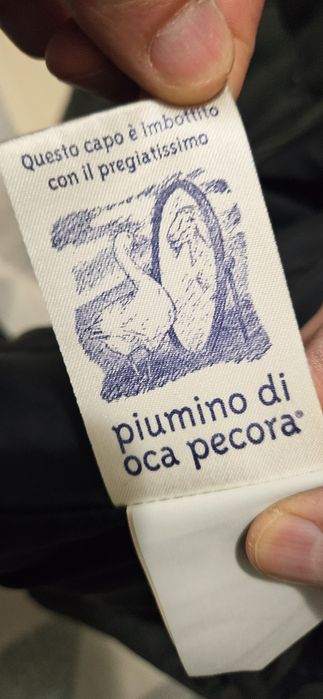 Questo capo è imbottito
con il pregiatissimo
piumino di
oca pecora®